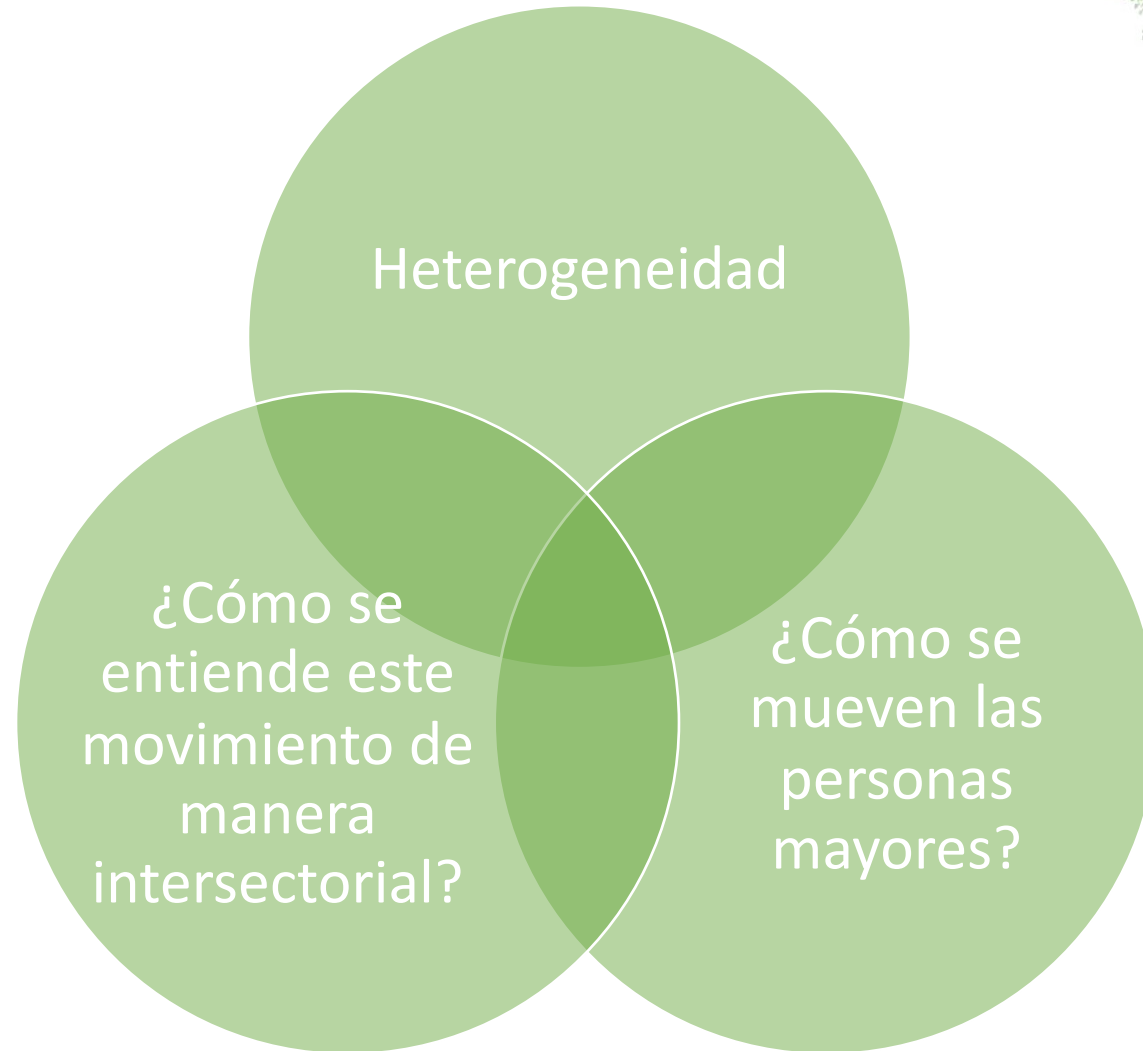 Heterogeneidad
¿Cómo se
entiende este
movimiento de
manera
intersectorial?
¿Cómo se
mueven las
personas
mayores?